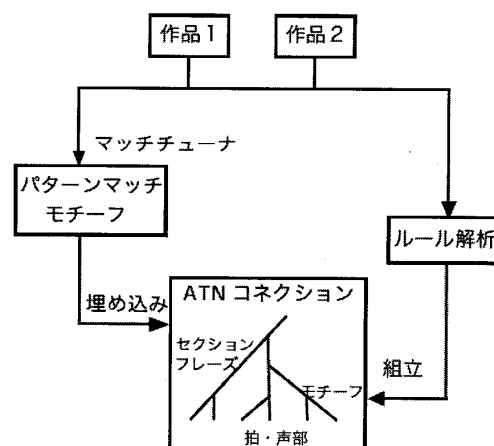 作品１
作品２
マッチチューナ
パターンマッチ
モチーフ
ルール解析
埋め込み
ATN コネクション
セクション
フレーズ
モチーフ
組立
拍・声部